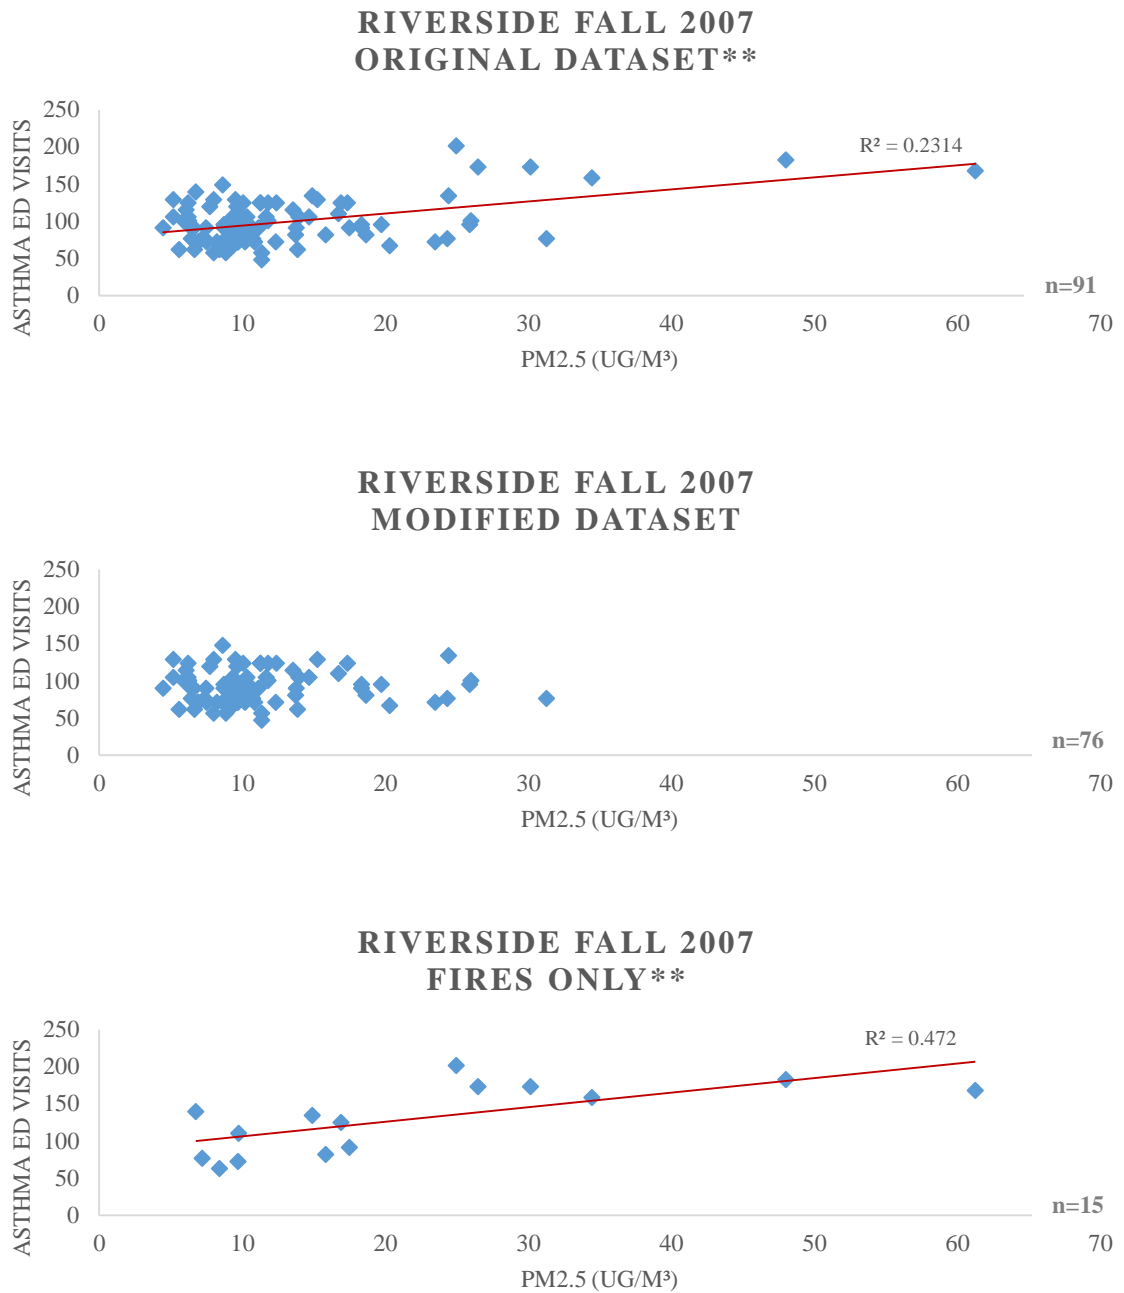 RIVERSIDE FALL 2007
ORIGINAL DATASET**
250
200
150
100
50
0
ASTHMA ED VISITS
R² = 0.2314
n=91
0 10 20 30 40 50 60 70
PM2.5 (UG/M³)
RIVERSIDE FALL 2007
MODIFIED DATASET
250
200
150
100
50
0
ASTHMA ED VISITS
n=76
0 10 20 30 40 50 60 70
PM2.5 (UG/M³)
RIVERSIDE FALL 2007
FIRES ONLY**
250
200
150
100
50
0
ASTHMA ED VISITS
R² = 0.472
n=15
0 10 20 30 40 50 60 70
PM2.5 (UG/M³)